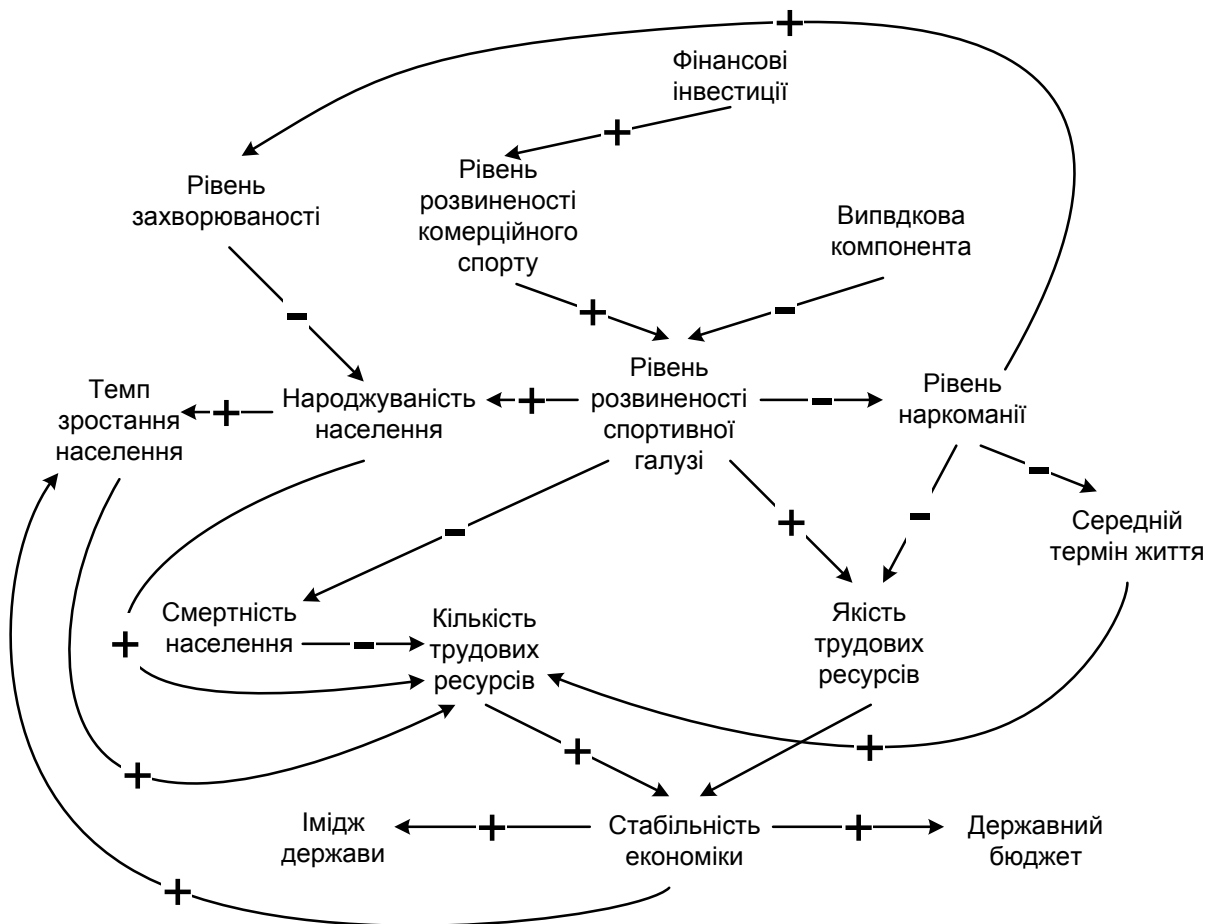 +
Фінансові
інвестиції
+
Рівень
захворюваності
Рівень
розвиненості
комерційного
спорту
Випвдкова
компонента
-
+
-
Темп
зростання
населення
+
Народжуваність
населення
+
Рівень
розвиненості
спортивної
галузі
-
Рівень
наркоманії
-
-
+
-
Середній
термін життя
Смертність
населення
+
-
Кількість
трудових
ресурсів
Якість
трудових
ресурсів
+
+
+
Імідж
держави
+
Стабільність
економіки
+
Державний
бюджет
+